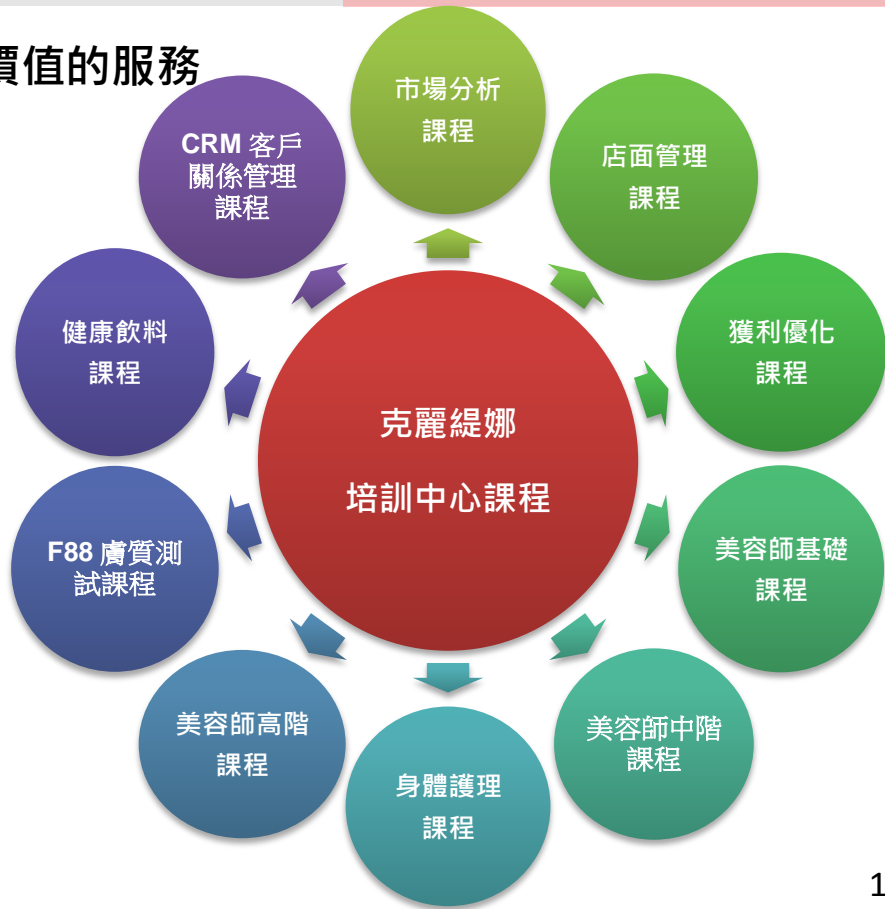 價值的服務
市場分析
課程
店面管理
課程
獲利優化
課程
美容師基礎
課程
美容師中階
課程
身體護理
課程
美容師高階
課程
F88 膚質測
試課程
健康飲料
課程
CRM 客戶
關係管理
課程
克麗緹娜
培訓中心課程
1